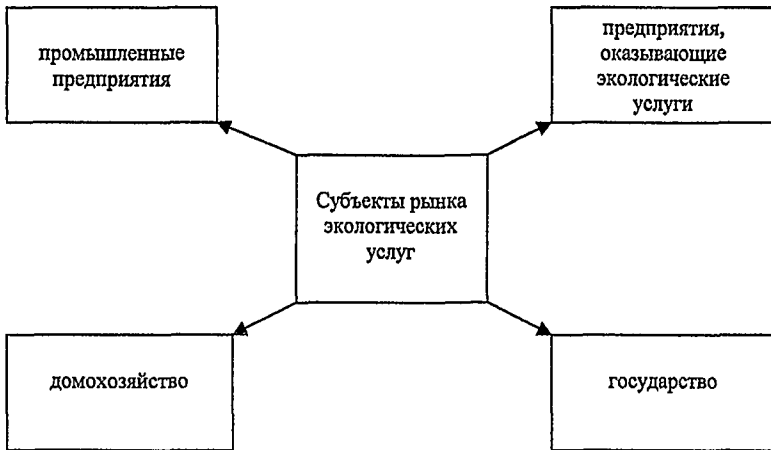 промышленные
предприятия
предприятия,
оказывающие
экологические
услуги
Субъекты рынка
экологических
услуг
домохозяйство
государство